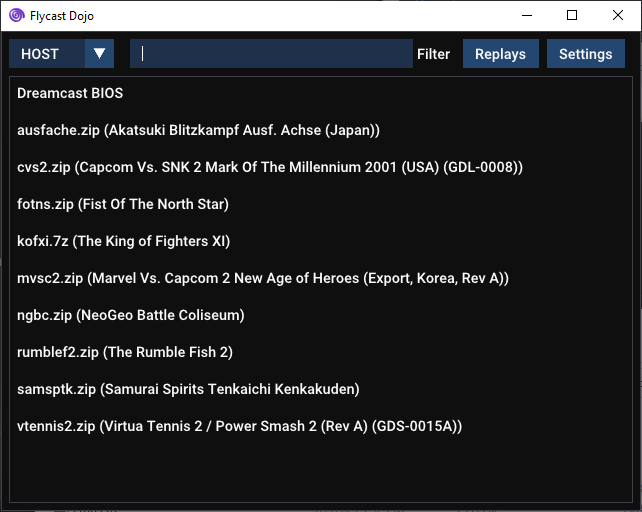 Flycast Dojo
HOST Filter Replays Settings
Dreamcast BIOS
ausfache.zip (Akatsuki Blitzkampf Ausf. Achse (Japan))
cvs2.zip (Capcom Vs. SNK 2 Mark Of The Millennium 2001 (USA) (GDL-0008))
fotns.zip (Fist Of The North Star)
kofxi.7z (The King of Fighters XI)
mvsc2.zip (Marvel Vs. Capcom 2 New Age of Heroes (Export, Korea, Rev A))
ngbc.zip (NeoGeo Battle Coliseum)
rumblef2.zip (The Rumble Fish 2)
samsptk.zip (Samurai Spirits Tenkaichi Kenkakuden)
vtennis2.zip (Virtua Tennis 2 / Power Smash 2 (Rev A) (GDS-0015A))